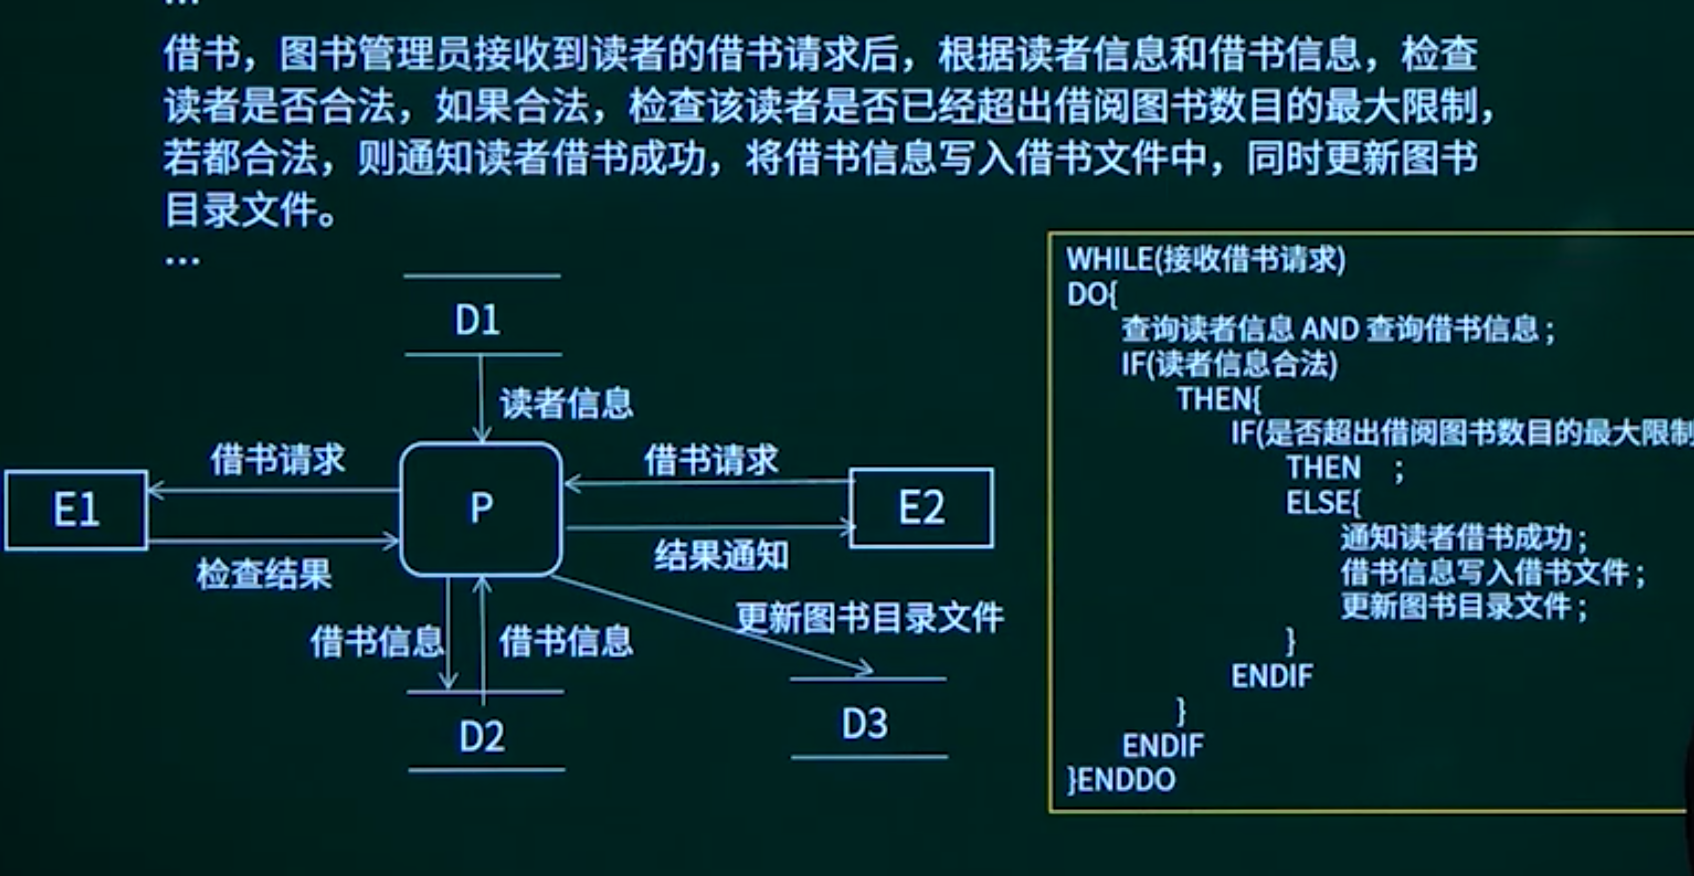 ...
借书，图书管理员接收到读者的借书请求后，根据读者信息和借书信息，检查
读者是否合法，如果合法，检查该读者是否已经超出借阅图书数目的最大限制，
若都合法，则通知读者借书成功，将借书信息写入借书文件中，同时更新图书
目录文件。
...
D1
读者信息
借书请求
借书请求
E1
P
E2
检查结果
结果通知
更新图书目录文件
借书信息
借书信息
D2
D3
WHILE(接收借书请求)
DO{
查询读者信息 AND 查询借书信息；
IF(读者信息合法)
THEN{
IF(是否超出借阅图书数目的最大限制
THEN ；
ELSE{
通知读者借书成功；
借书信息写入借书文件；
更新图书目录文件；
}
ENDIF
}
ENDIF
}ENDDO